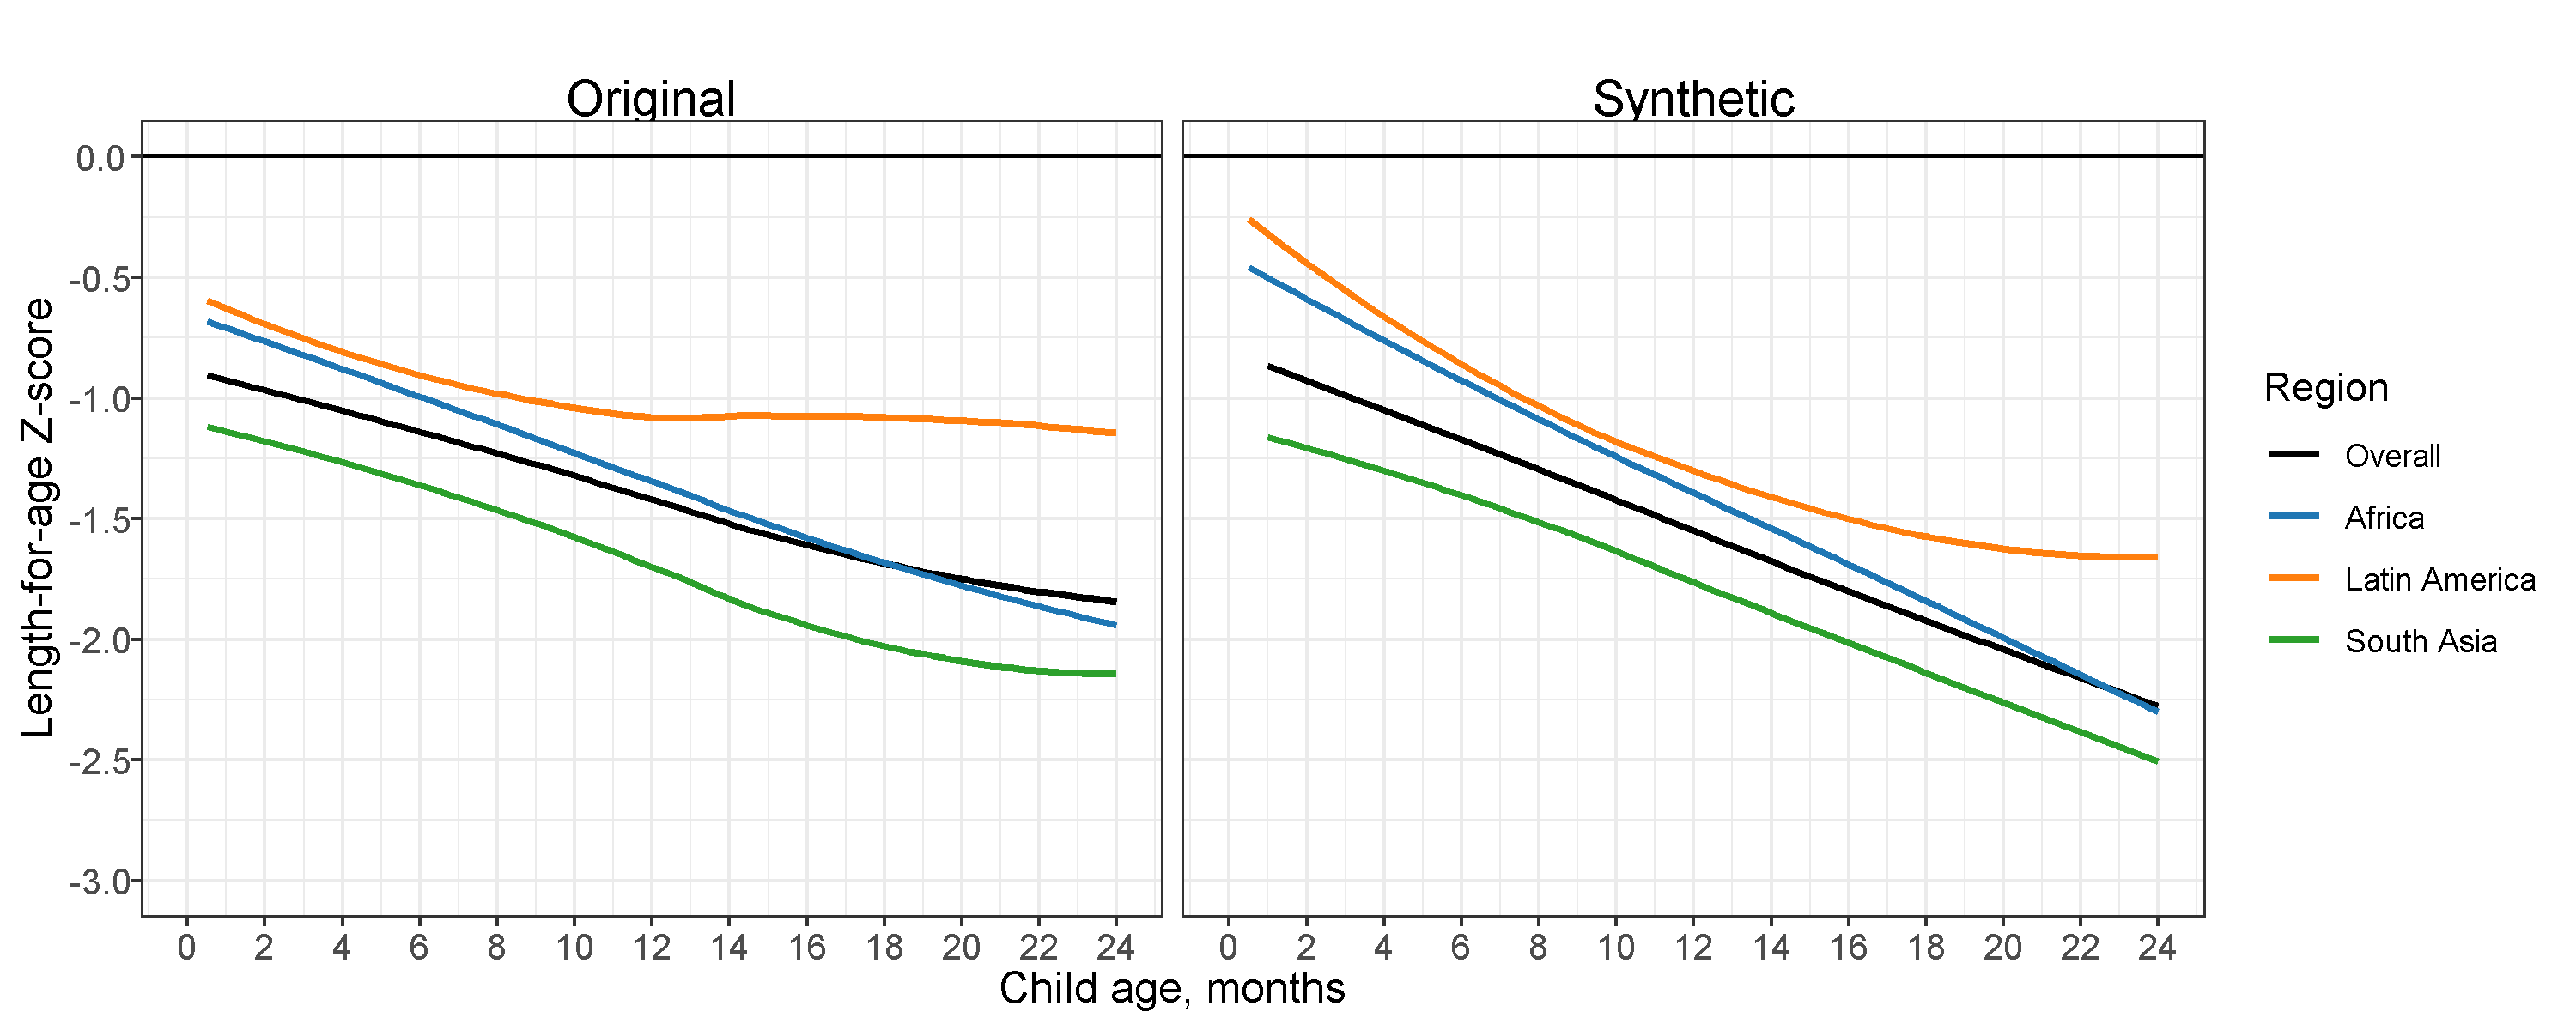 Original
Synthetic
Length-for-age Z-score
0.0
-0.5
-1.0
-1.5
-2.0
-2.5
-3.0
0 2 4 6 8 10 12 14 16 18 20 22 24
0 2 4 6 8 10 12 14 16 18 20 22 24
Child age, months
Region
Overall
Africa
Latin America
South Asia